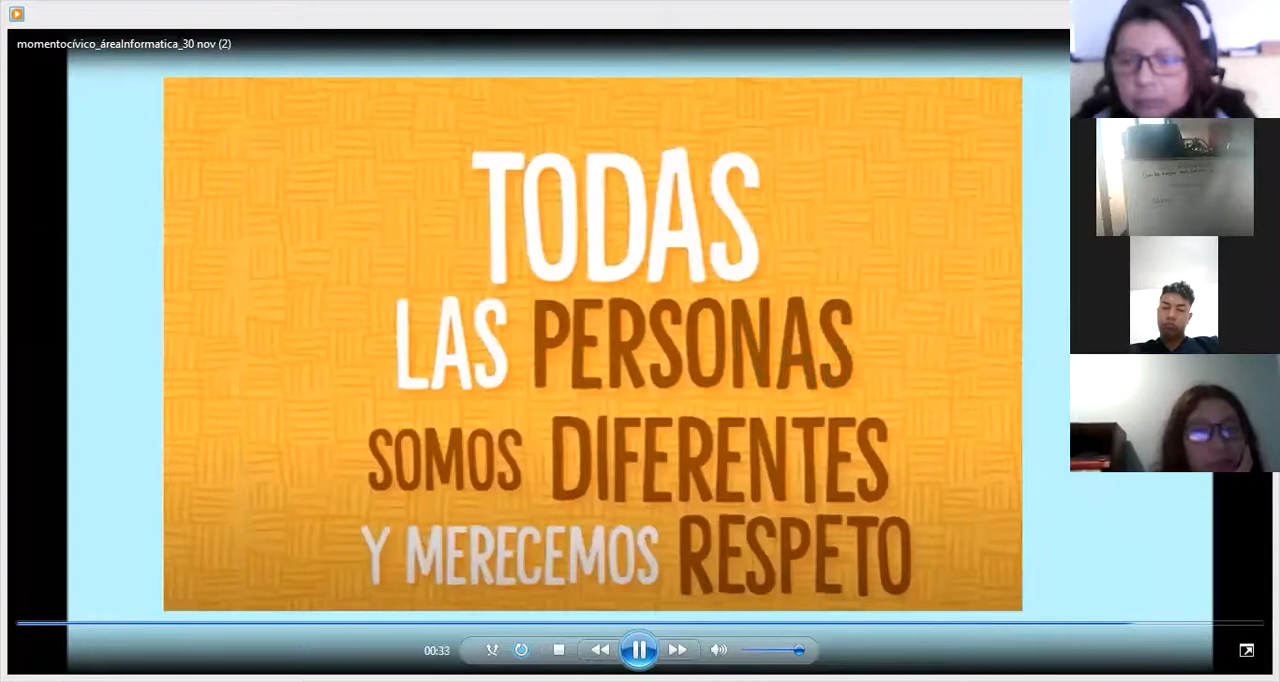 momentocívico_áreaInformatica_30 nov (2)
TODAS
LAS PERSONAS
SOMOS DIFERENTES
Y MERECEMOS RESPETO
00:33